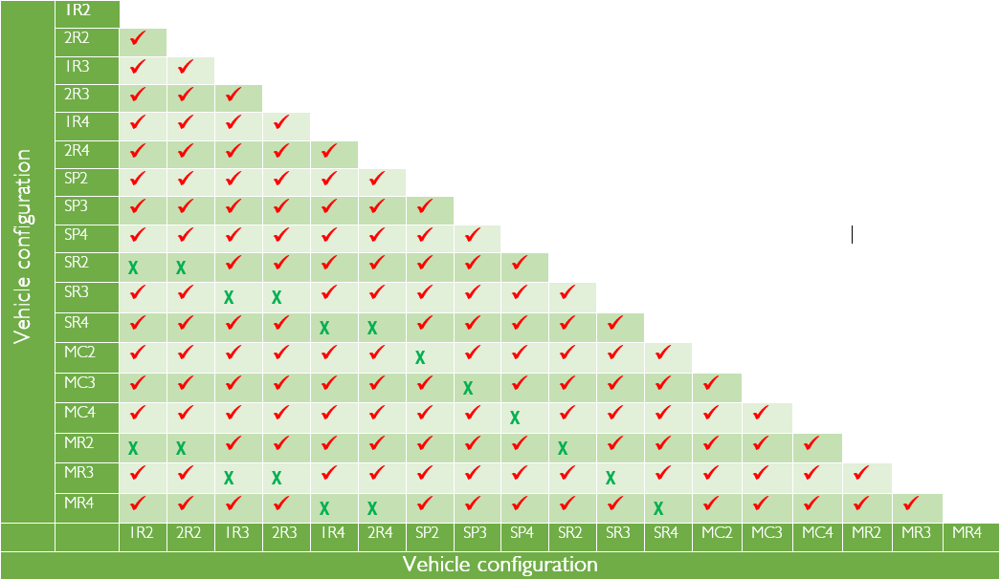 Vehicle configuration
1R2
2R2 ✓
1R3 ✓ ✓
2R3 ✓ ✓ ✓
1R4 ✓ ✓ ✓ ✓
2R4 ✓ ✓ ✓ ✓ ✓
SP2 ✓ ✓ ✓ ✓ ✓ ✓
SP3 ✓ ✓ ✓ ✓ ✓ ✓ ✓
SP4 ✓ ✓ ✓ ✓ ✓ ✓ ✓ ✓
SR2 X X ✓ ✓ ✓ ✓ ✓ ✓ ✓
SR3 ✓ ✓ X X ✓ ✓ ✓ ✓ ✓ ✓
SR4 ✓ ✓ ✓ ✓ X X ✓ ✓ ✓ ✓ ✓
MC2 ✓ ✓ ✓ ✓ ✓ ✓ X ✓ ✓ ✓ ✓ ✓
MC3 ✓ ✓ ✓ ✓ ✓ ✓ ✓ X ✓ ✓ ✓ ✓ ✓
MC4 ✓ ✓ ✓ ✓ ✓ ✓ ✓ ✓ X ✓ ✓ ✓ ✓ ✓
MR2 X X ✓ ✓ ✓ ✓ ✓ ✓ ✓ X ✓ ✓ ✓ ✓ ✓
MR3 ✓ ✓ X X ✓ ✓ ✓ ✓ ✓ ✓ X ✓ ✓ ✓ ✓ ✓
MR4 ✓ ✓ ✓ ✓ X X ✓ ✓ ✓ ✓ ✓ X ✓ ✓ ✓ ✓ ✓
1R2 2R2 1R3 2R3 1R4 2R4 SP2 SP3 SP4 SR2 SR3 SR4 MC2 MC3 MC4 MR2 MR3 MR4
Vehicle configuration